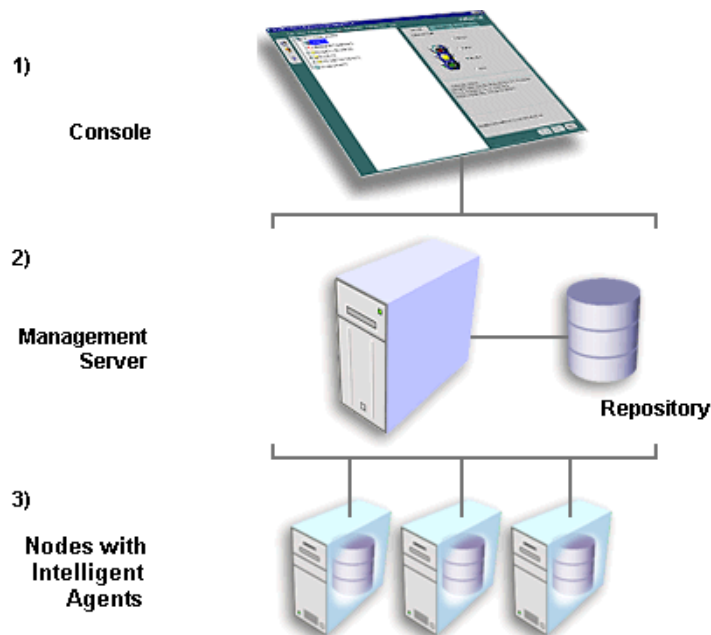 1)
Console
2)
Management
Server
Repository
3)
Nodes with
Intelligent
Agents